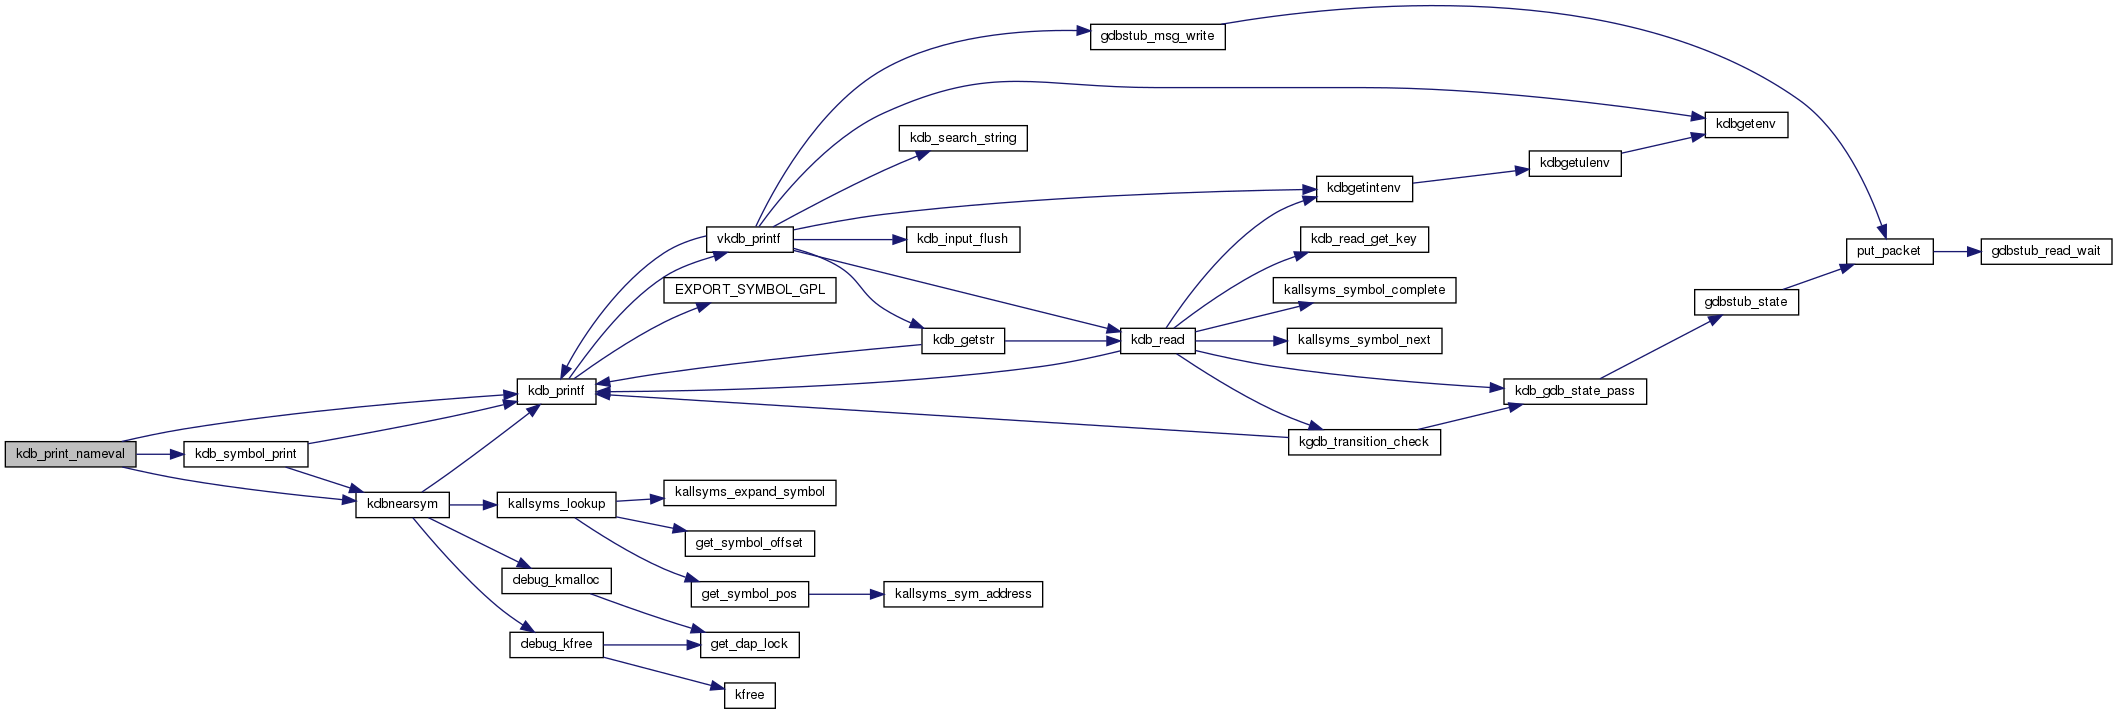 gdbstub_msg_write
kdbgetenv
kdb_search_string
kdbgetulenv
kdbgetintenv
vkdb_printf
kdb_input_flush
kdb_read_get_key
put_packet
gdbstub_read_wait
EXPORT_SYMBOL_GPL
kallsyms_symbol_complete
gdbstub_state
kdb_getstr
kdb_read
kallsyms_symbol_next
kdb_printf
kdb_gdb_state_pass
kgdb_transition_check
kdb_print_nameval
kdb_symbol_print
kallsyms_expand_symbol
kdbnearsym
kallsyms_lookup
get_symbol_offset
debug_kmalloc
get_symbol_pos
kallsyms_sym_address
debug_kfree
get_dap_lock
kfree